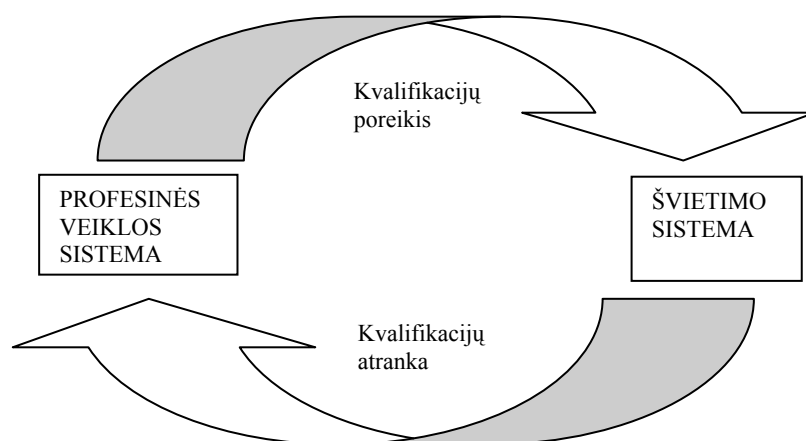 Kvalifikacijų
poreikis
PROFESINĖS
VEIKLOS
SISTEMA
ŠVIETIMO
SISTEMA
Kvalifikacijų
atranka